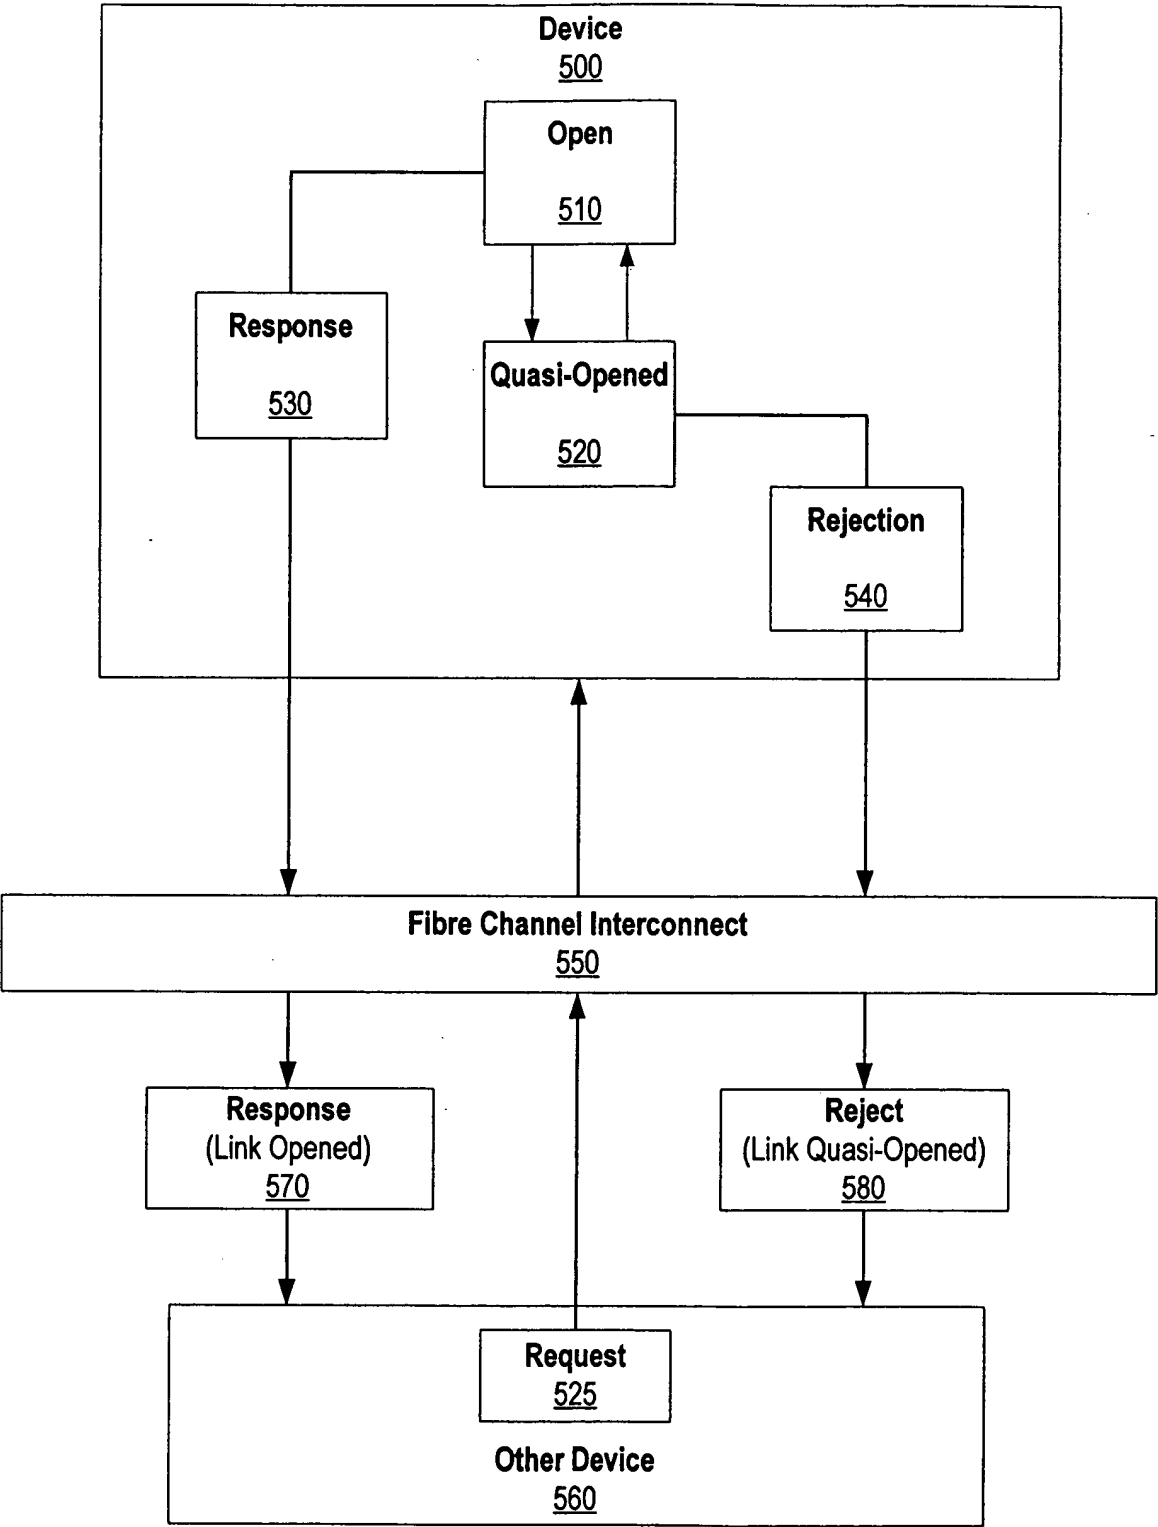 Device
500
Open
510
Response
530
Quasi-Opened
520
Rejection
540
Fibre Channel Interconnect
550
Response
(Link Opened)
570
Reject
(Link Quasi-Opened)
580
Request
525
Other Device
560